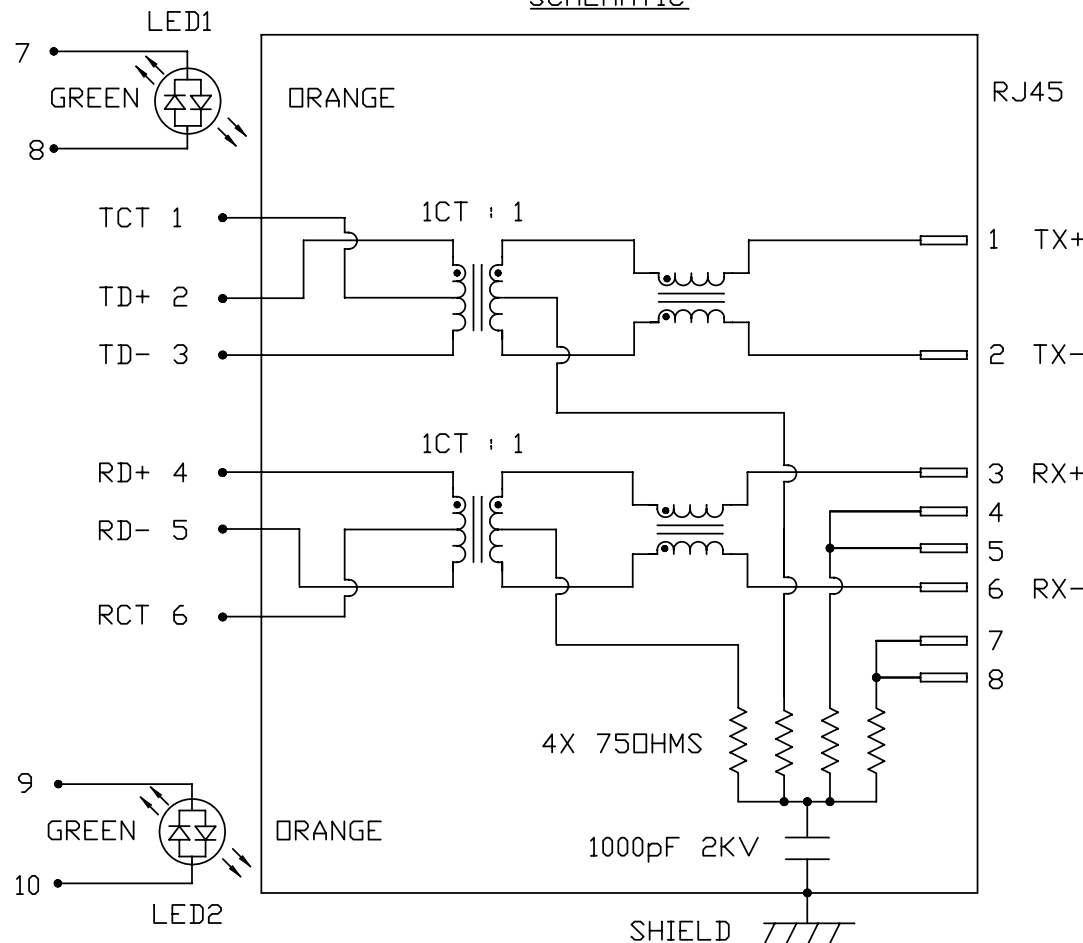 SCHEMATIC
LED1
7
GREEN
ORANGE
8
RJ45
TCT 1
1CT : 1
1 TX+
TD+ 2
TD- 3
2 TX-
1CT : 1
RD+ 4
3 RX+
4
RD- 5
5
6 RX-
RCT 6
7
8
4X 75OHMS
9
GREEN
ORANGE
1000pF 2KV
10
LED2
SHIELD